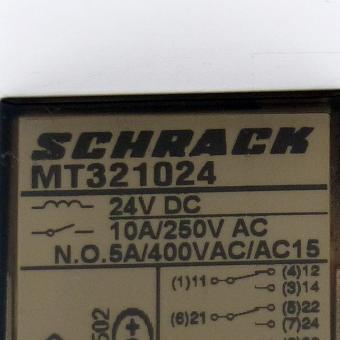 SCHRACK
MT321024
24V DC
10A/250V AC
N.O.5A/400VAC/AC15
(1)11 (4)12
(3)14
(6)21 (5)22
(7)24
502